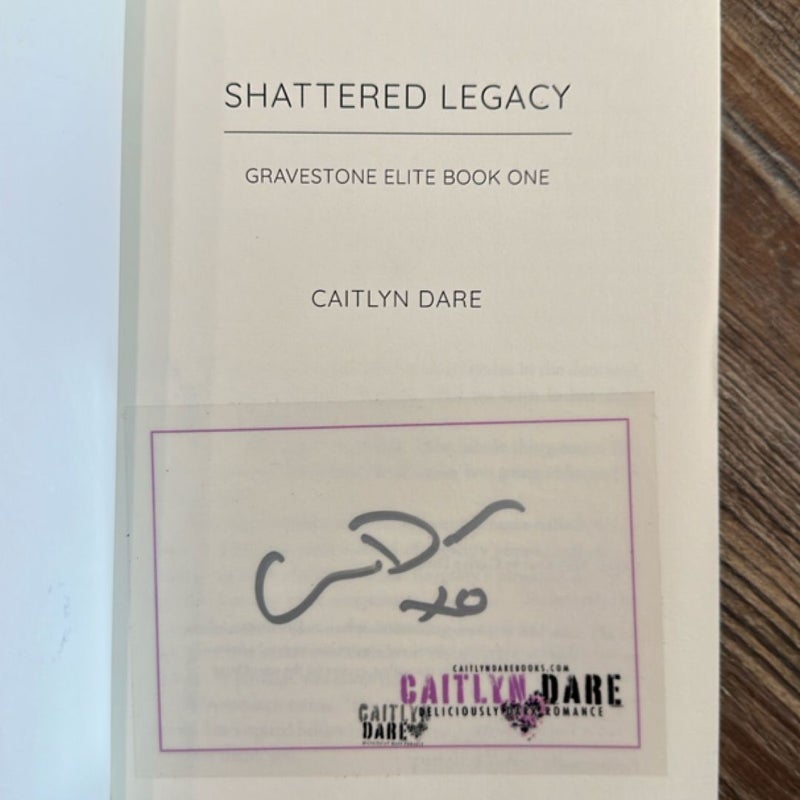 SHATTERED LEGACY
GRAVESTONE ELITE BOOK ONE
CAITLYN DARE
xo
CAITLYNDAREBOOKS.COM
CAITLYN DARE
DELICIOUSLY DARK ROMANCE
CAITLYN
DARE